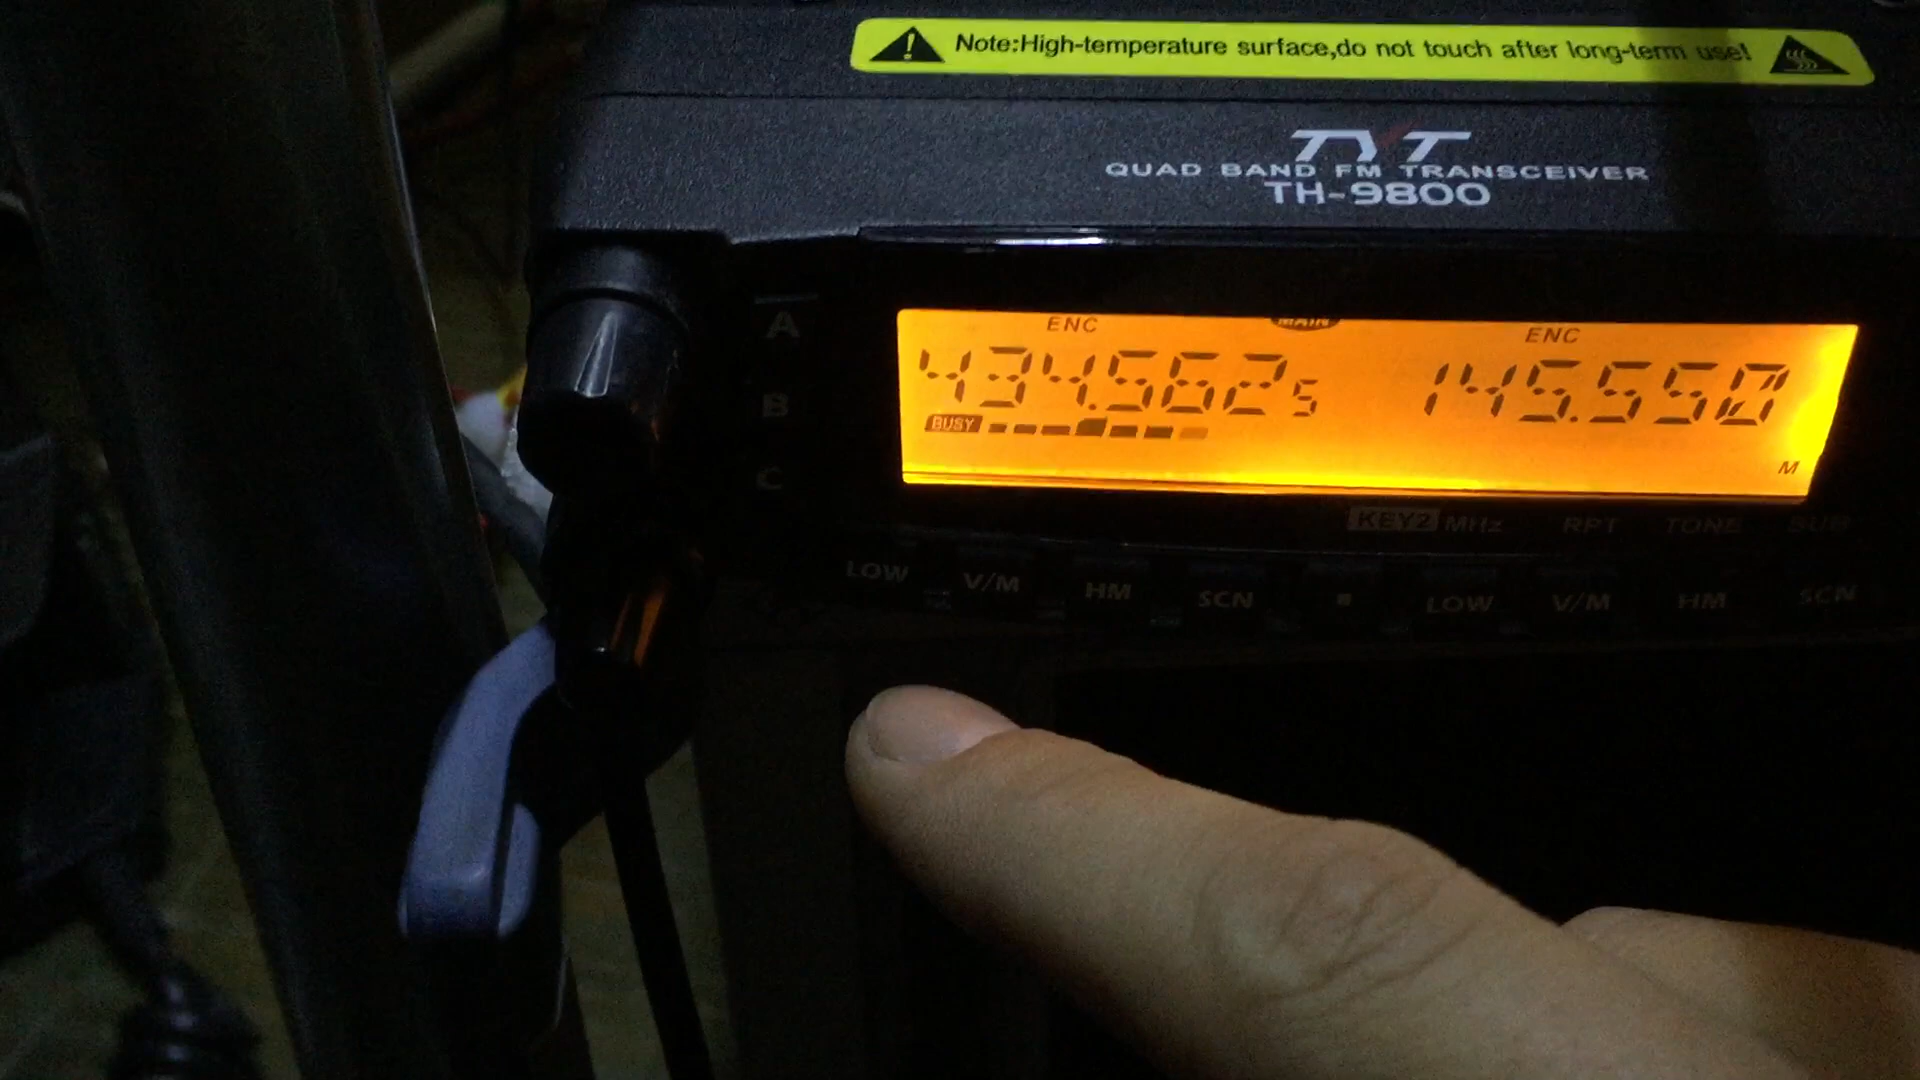 Note:High-temperature surface,do not touch after long-term use!
TYT
QUAD BAND FM TRANSCEIVER
TH-9800
A
B
C
ENC MAIN ENC
434.5625 145.550
BUSY
M
KEY2 MHz RPT TONE SUB
LOW V/M HM SCN LOW V/M HM SCN